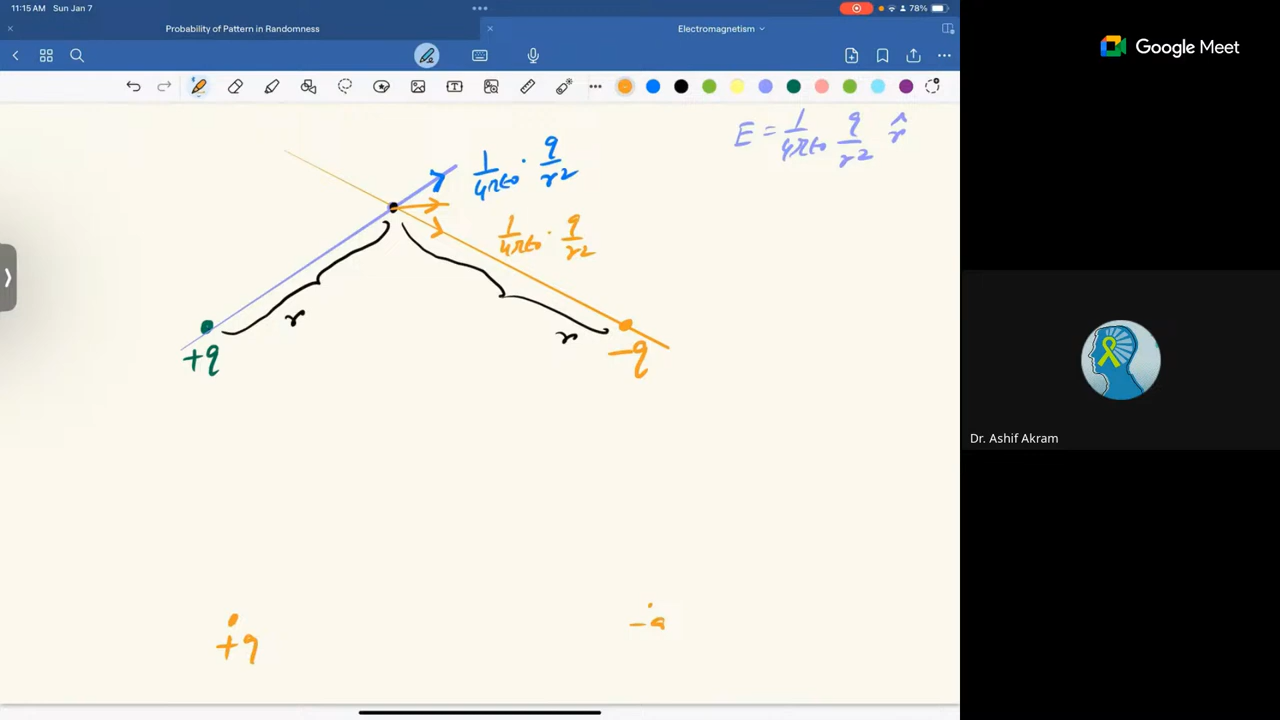 11:15 AM Sun Jan 7
78%
Probability of Pattern in Randomness
Electromagnetism
Google Meet
E = 1/4πε0 q/r2 r̂
1/4πε0 · q/r2
1/4πε0 · q/r2
r
r
+q
-q
Dr. Ashif Akram
+q
-q